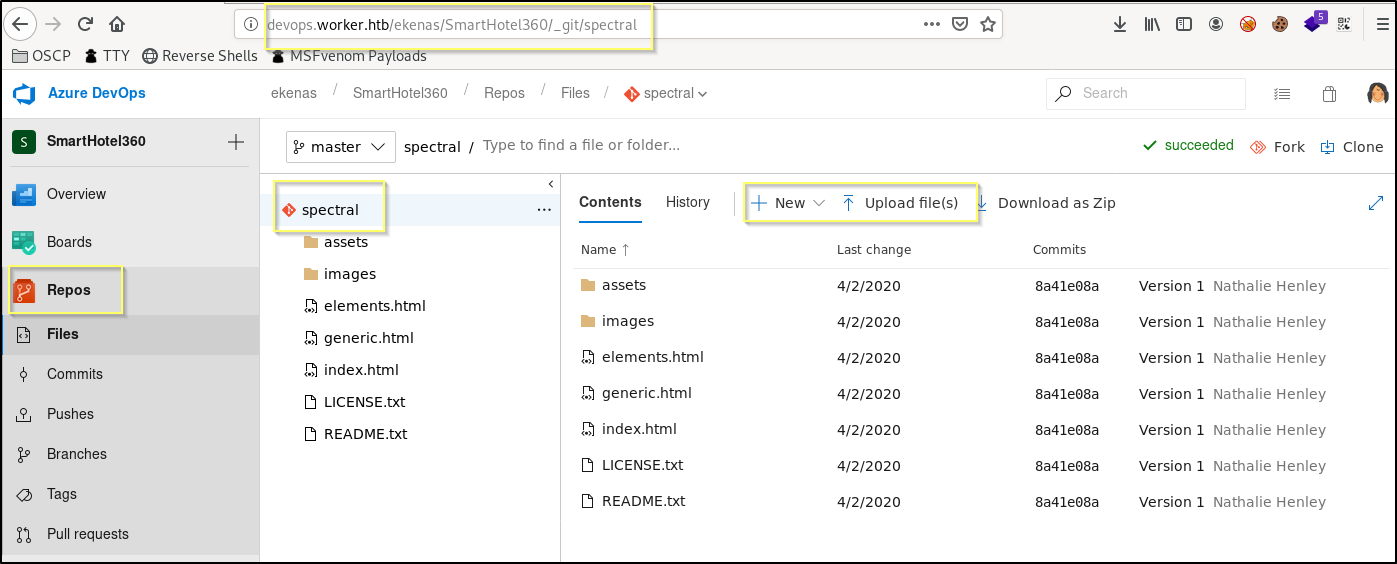 devops.worker.htb/ekenas/SmartHotel360/_git/spectral
5
OSCP TTY Reverse Shells MSFvenom Payloads
Azure DevOps ekenas / SmartHotel360 / Repos / Files / spectral Search
S SmartHotel360 +
master spectral / Type to find a file or folder... succeeded Fork Clone
Overview
Boards
Repos
Files
Commits
Pushes
Branches
Tags
Pull requests
spectral ...
assets
images
elements.html
generic.html
index.html
LICENSE.txt
README.txt
Contents History New Upload file(s) Download as Zip
Name ↑ Last change Commits
assets 4/2/2020 8a41e08a Version 1 Nathalie Henley
images 4/2/2020 8a41e08a Version 1 Nathalie Henley
elements.html 4/2/2020 8a41e08a Version 1 Nathalie Henley
generic.html 4/2/2020 8a41e08a Version 1 Nathalie Henley
index.html 4/2/2020 8a41e08a Version 1 Nathalie Henley
LICENSE.txt 4/2/2020 8a41e08a Version 1 Nathalie Henley
README.txt 4/2/2020 8a41e08a Version 1 Nathalie Henley